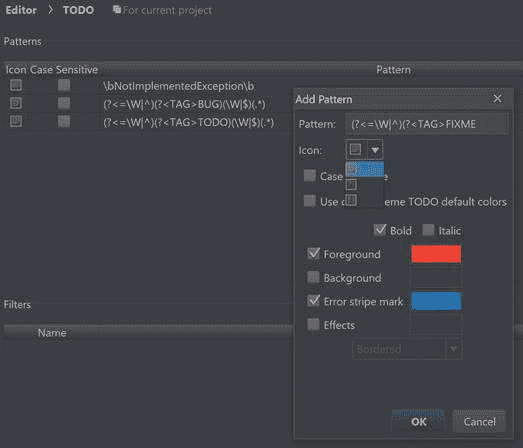 Editor > TODO For current project
Patterns
Icon Case Sensitive Pattern
\bNotImplementedException\b
(?<=\W|^)(?<TAG>BUG)(\W|$)(.*)
(?<=\W|^)(?<TAG>TODO)(\W|$)(.*)
Add Pattern
Pattern: (?<=\W|^)(?<TAG>FIXME
Icon:
Case
Use eme TODO default colors
Bold Italic
Foreground
Background
Error stripe mark
Effects
Bordered
Filters
Name
OK Cancel